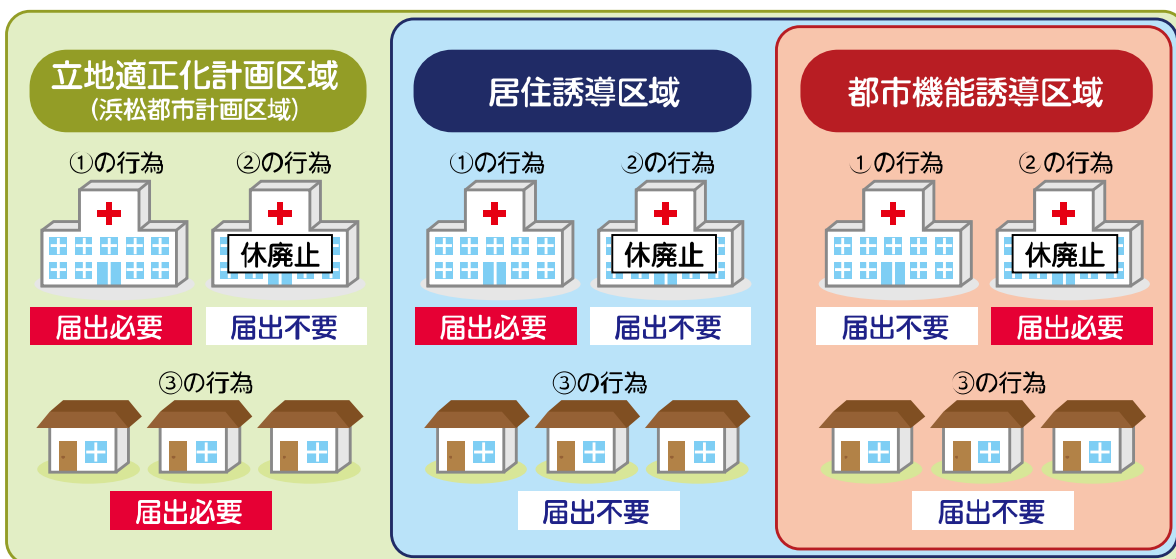 立地適正化計画区域
(浜松都市計画区域)
①の行為
②の行為
休廃止
届出必要
届出不要
③の行為
届出必要
居住誘導区域
①の行為
②の行為
休廃止
届出必要
届出不要
③の行為
届出不要
都市機能誘導区域
①の行為
②の行為
休廃止
届出不要
届出必要
③の行為
届出不要